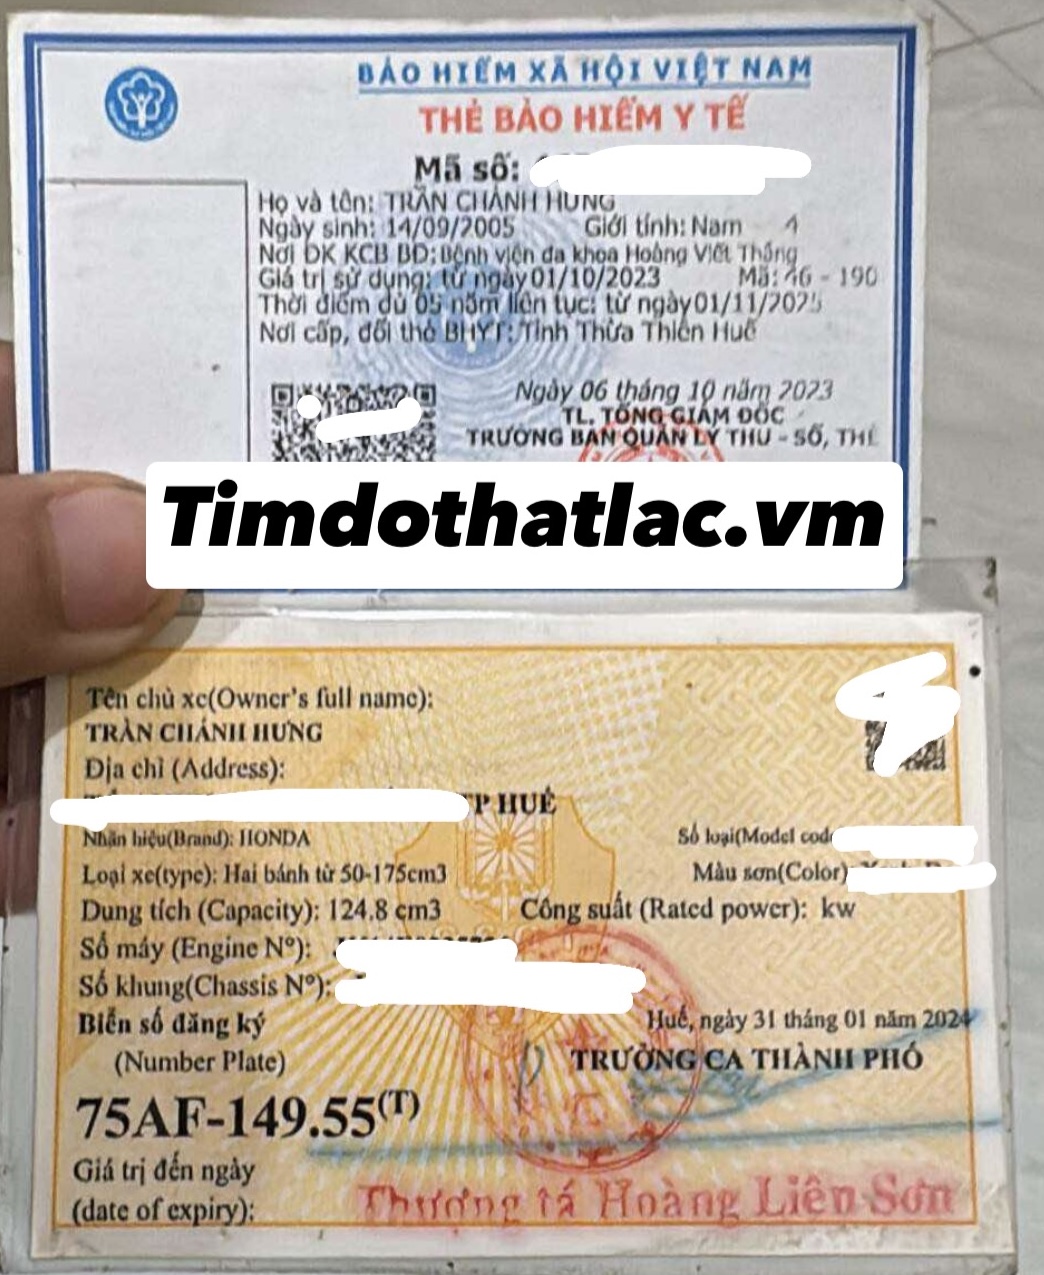 BẢO HIỂM XÃ HỘI VIỆT NAM
THẺ BẢO HIỂM Y TẾ
Mã số:
Họ và tên: TRẦN CHÁNH HƯNG
Ngày sinh: 14/09/2005 Giới tính: Nam 4
Nơi ĐK KCB BĐ: Bệnh viện đa khoa Hoàng Viết Thắng
Giá trị sử dụng: từ ngày 01/10/2023 Mã: 46 - 190
Thời điểm đủ 05 năm liên tục: từ ngày 01/11/2025
Nơi cấp, đổi thẻ BHYT: Tỉnh Thừa Thiên Huế
Ngày 06 tháng 10 năm 2023
TL. TỔNG GIÁM ĐỐC
TRƯỞNG BAN QUẢN LÝ THU - SỔ, THẺ
Timdothatlac.vm
Tên chủ xe(Owner's full name):
TRẦN CHÁNH HƯNG
Địa chỉ (Address):
TP HUẾ
Nhãn hiệu(Brand): HONDA Số loại(Model code
Loại xe(type): Hai bánh từ 50-175cm3 Màu sơn(Color):
Dung tích (Capacity): 124.8 cm3 Công suất (Rated power): kw
Số máy (Engine N°):
Số khung(Chassis N°):
Biển số đăng ký Huế, ngày 31 tháng 01 năm 2024
(Number Plate) TRƯỞNG CA THÀNH PHỐ
75AF-149.55(T)
Giá trị đến ngày
(date of expiry): Thượng tá Hoàng Liên Sơn